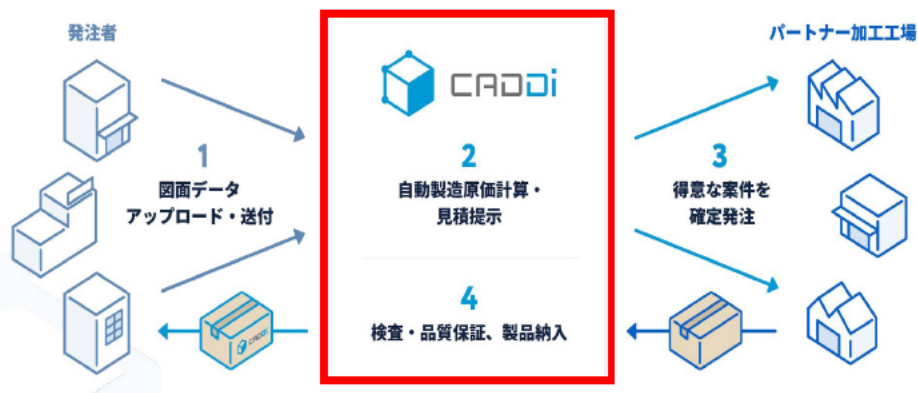 発注者
パートナー加工工場
CADDi
1
図面データ
アップロード・送付
2
自動製造原価計算・
見積提示
3
得意な案件を
確定発注
4
検査・品質保証、製品納入
CADDi